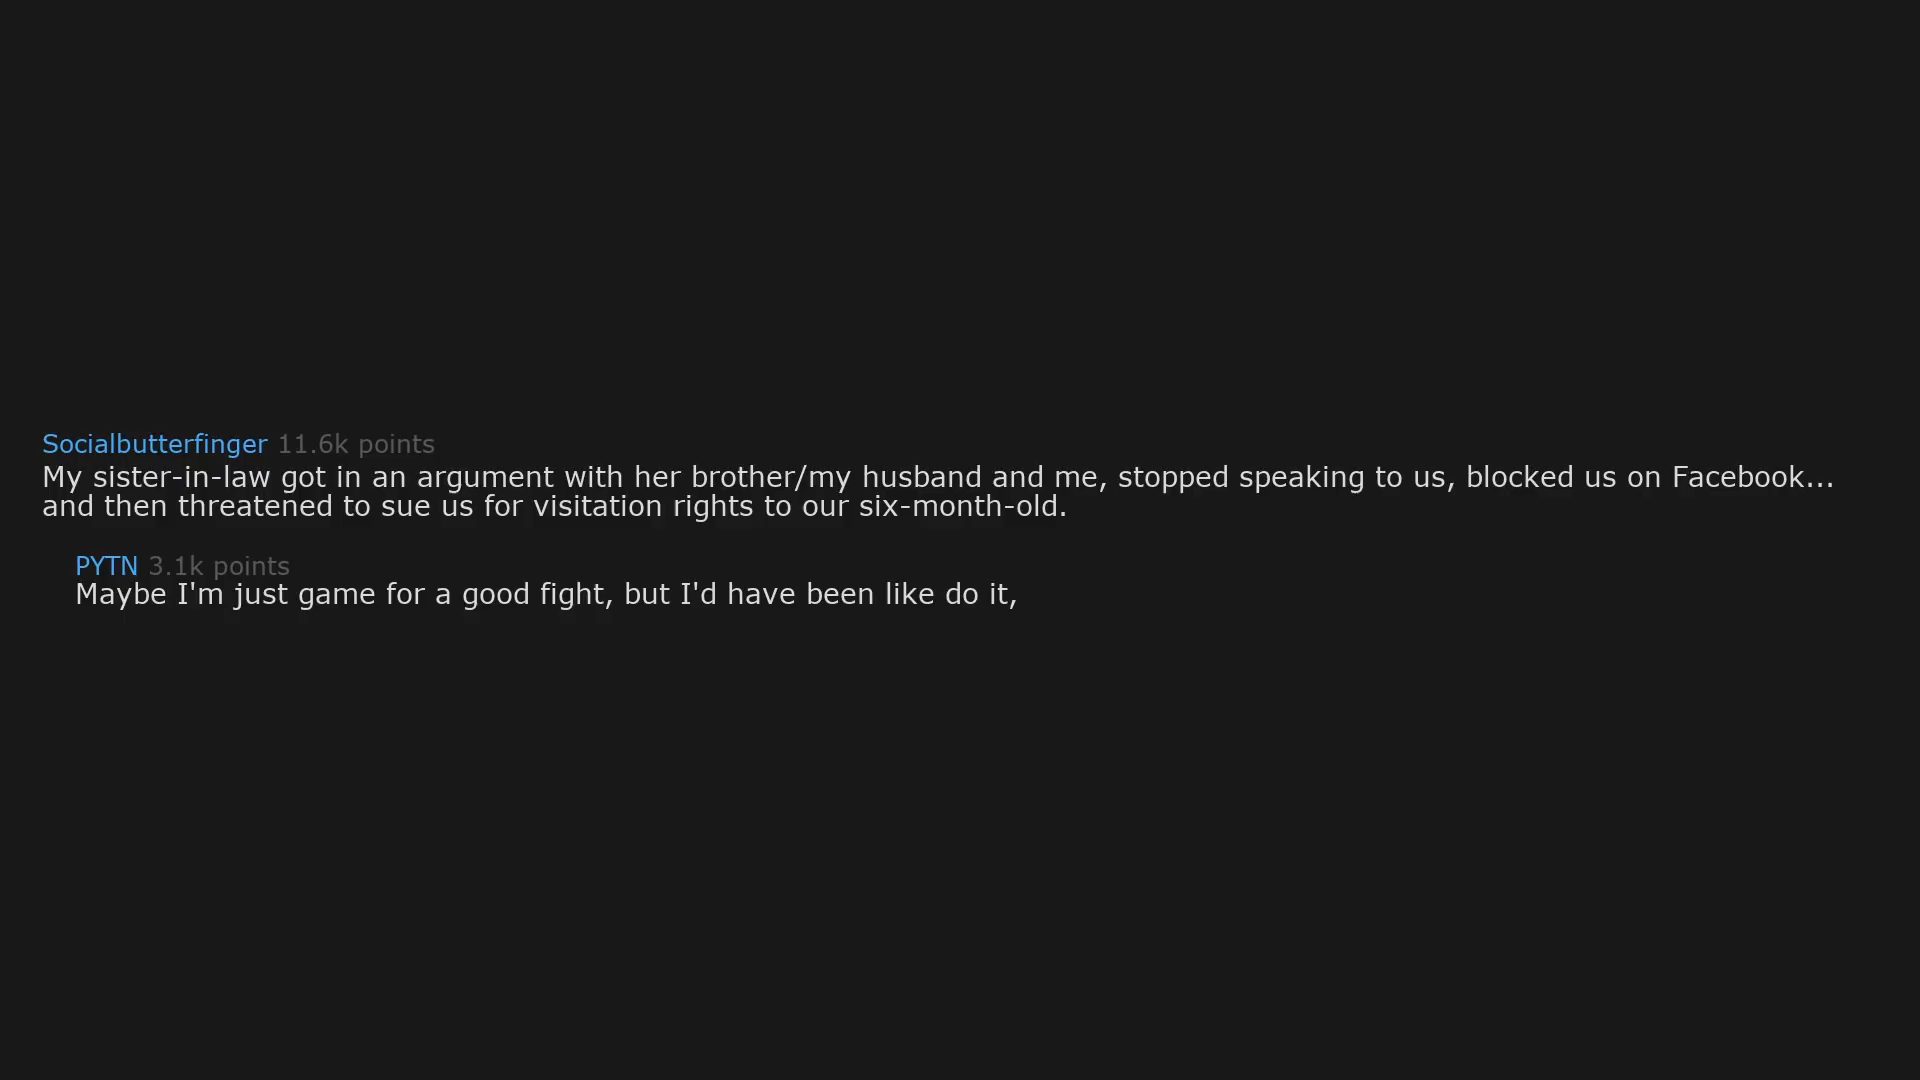 Socialbutterfinger 11.6k points
My sister-in-law got in an argument with her brother/my husband and me, stopped speaking to us, blocked us on Facebook...
and then threatened to sue us for visitation rights to our six-month-old.
PYTN 3.1k points
Maybe I'm just game for a good fight, but I'd have been like do it,